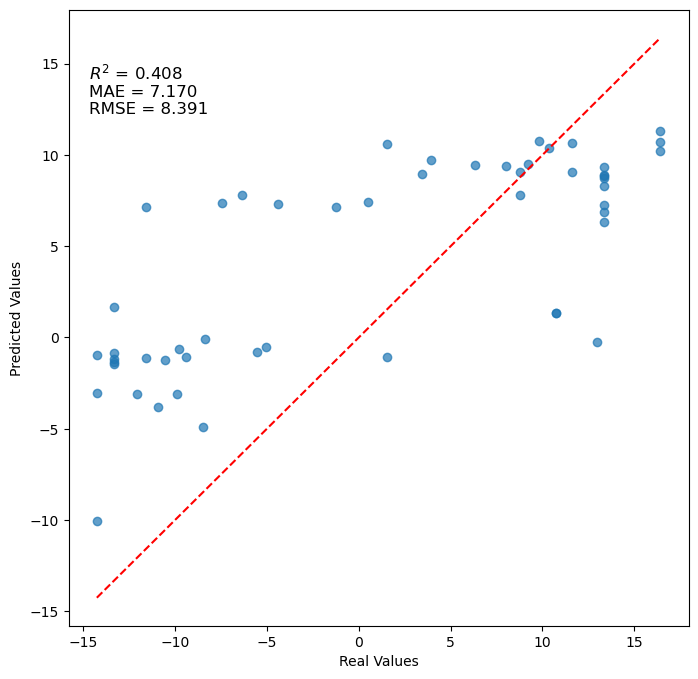 R² = 0.408
MAE = 7.170
RMSE = 8.391
15
10
5
0
−5
−10
−15
Predicted Values
−15 −10 −5 0 5 10 15
Real Values